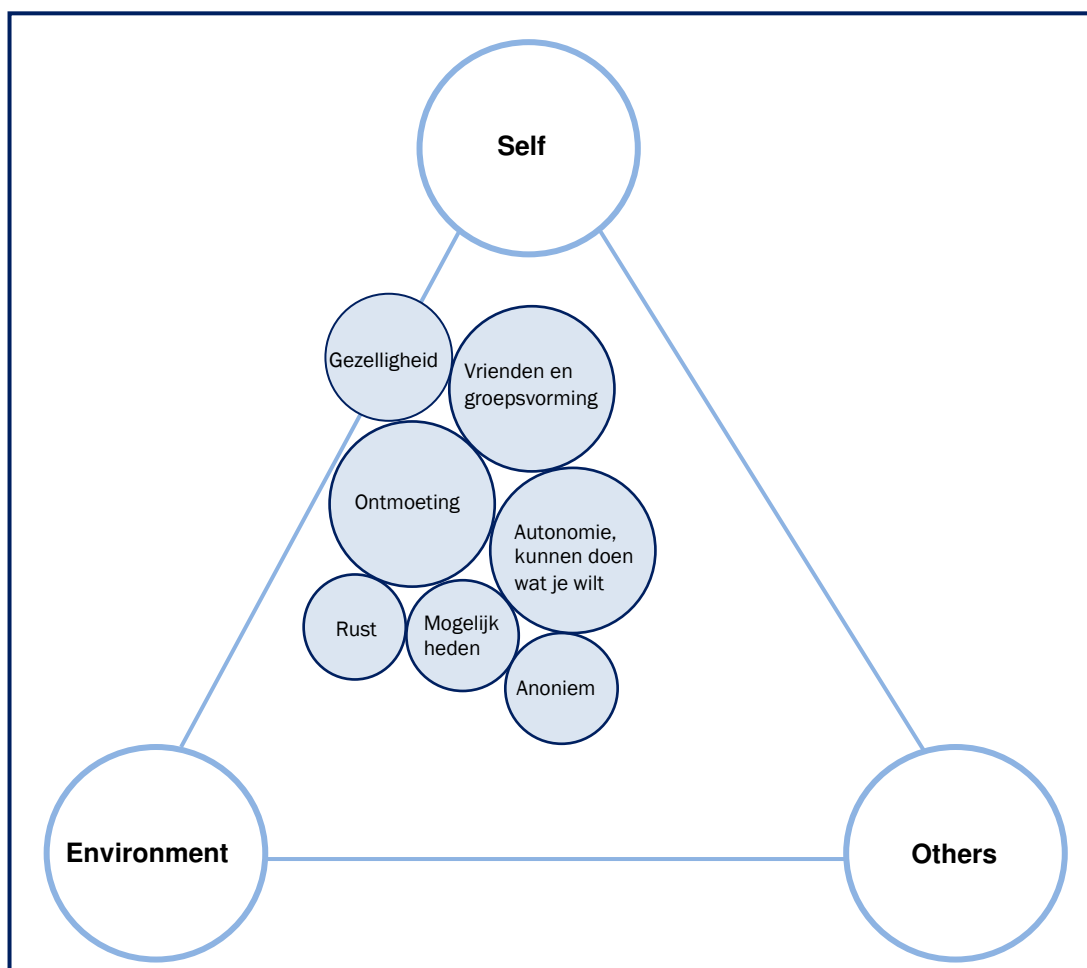 Self
Gezelligheid
Vrienden en
groepsvorming
Ontmoeting
Autonomie,
kunnen doen
wat je wilt
Rust
Mogelijk
heden
Anoniem
Environment
Others